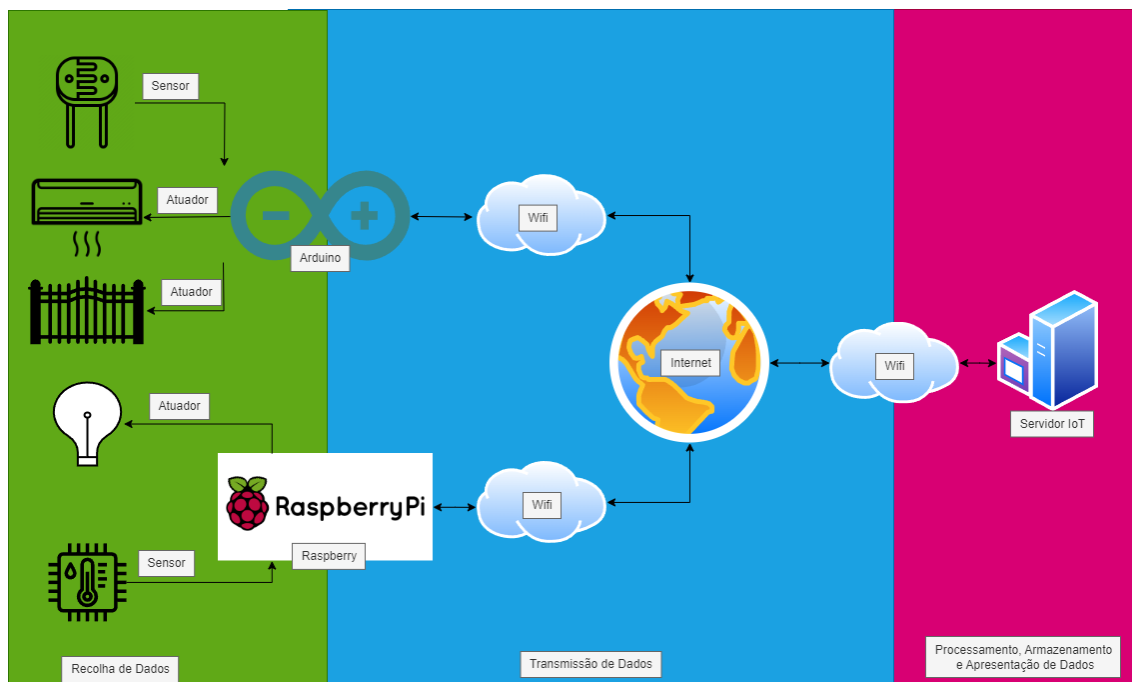 Sensor
Atuador
Wifi
Arduino
Atuador
Internet
Wifi
Atuador
Servidor IoT
RaspberryPi
Wifi
Raspberry
Sensor
Recolha de Dados
Transmissão de Dados
Processamento, Armazenamento
e Apresentação de Dados